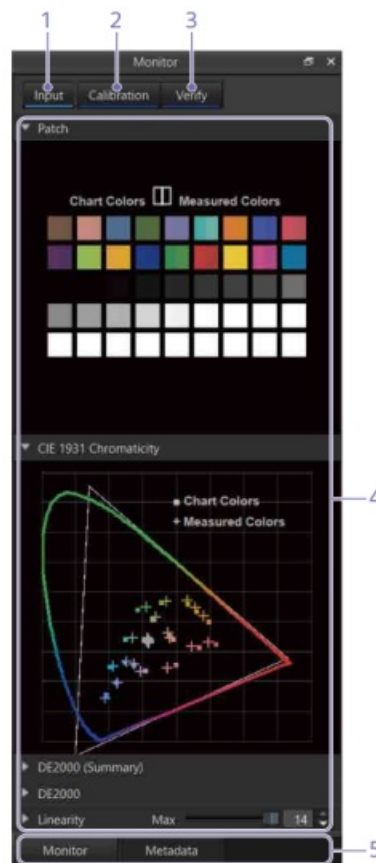 1 2 3
Monitor
Input Calibration Verify
Patch
Chart Colors Measured Colors
CIE 1931 Chromaticity
Chart Colors
+ Measured Colors
4
DE2000 (Summary)
DE2000
Linearity Max 14
Monitor Metadata
5